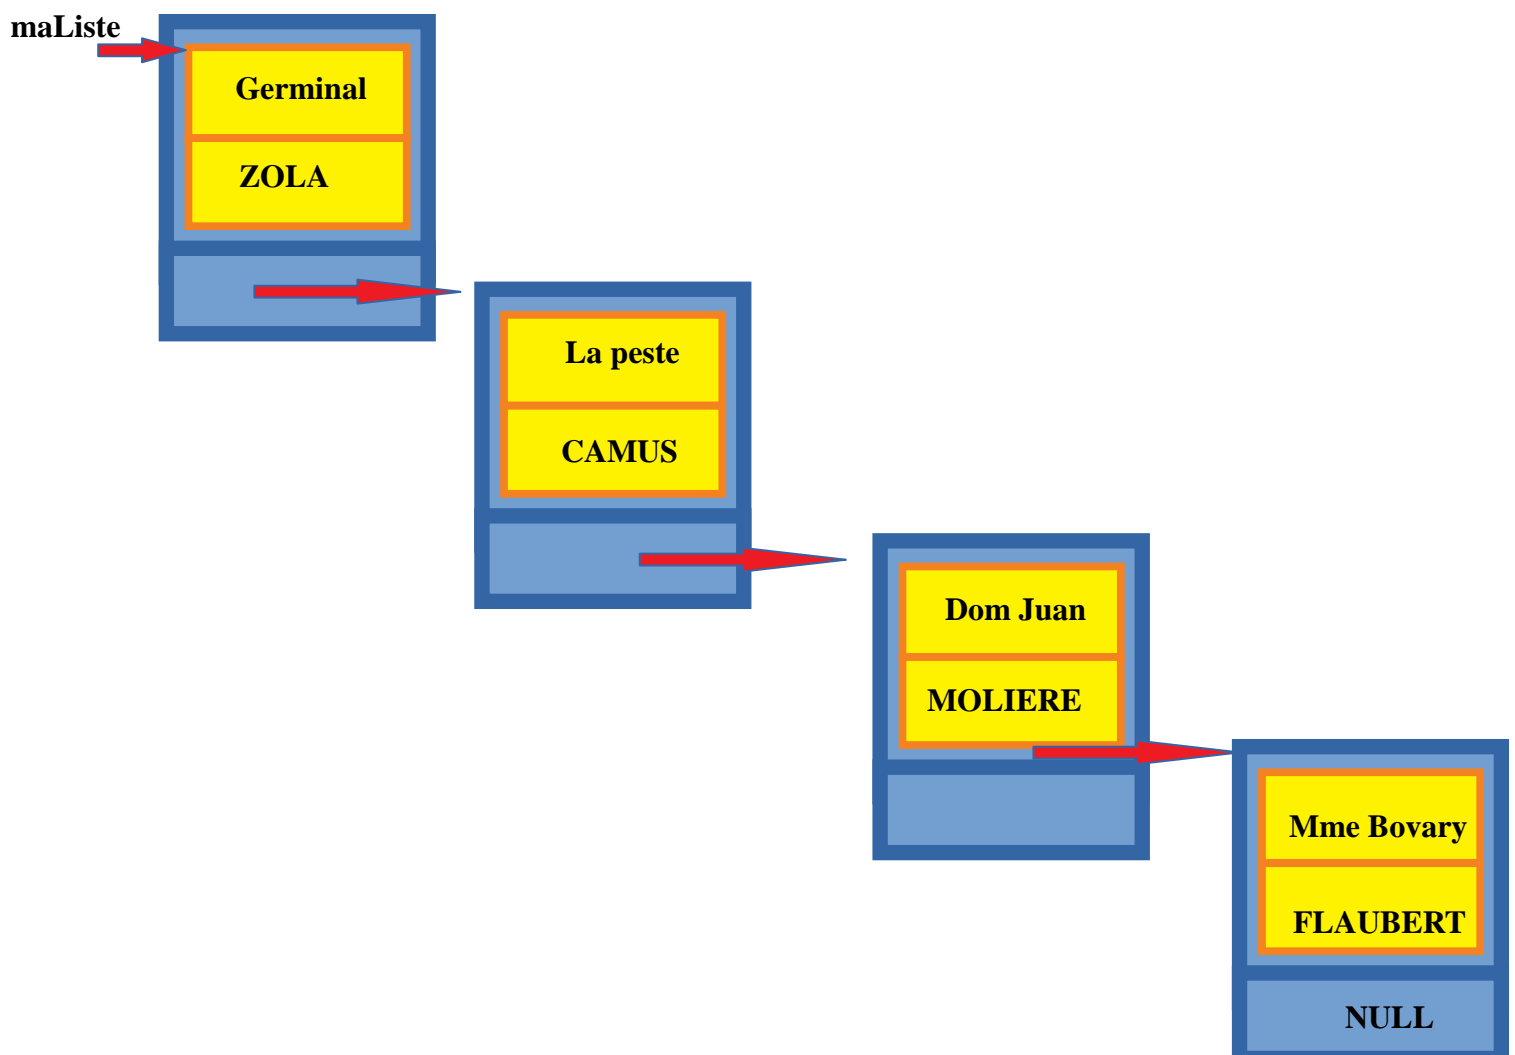 maListe
Germinal
ZOLA
La peste
CAMUS
Dom Juan
MOLIERE
Mme Bovary
FLAUBERT
NULL